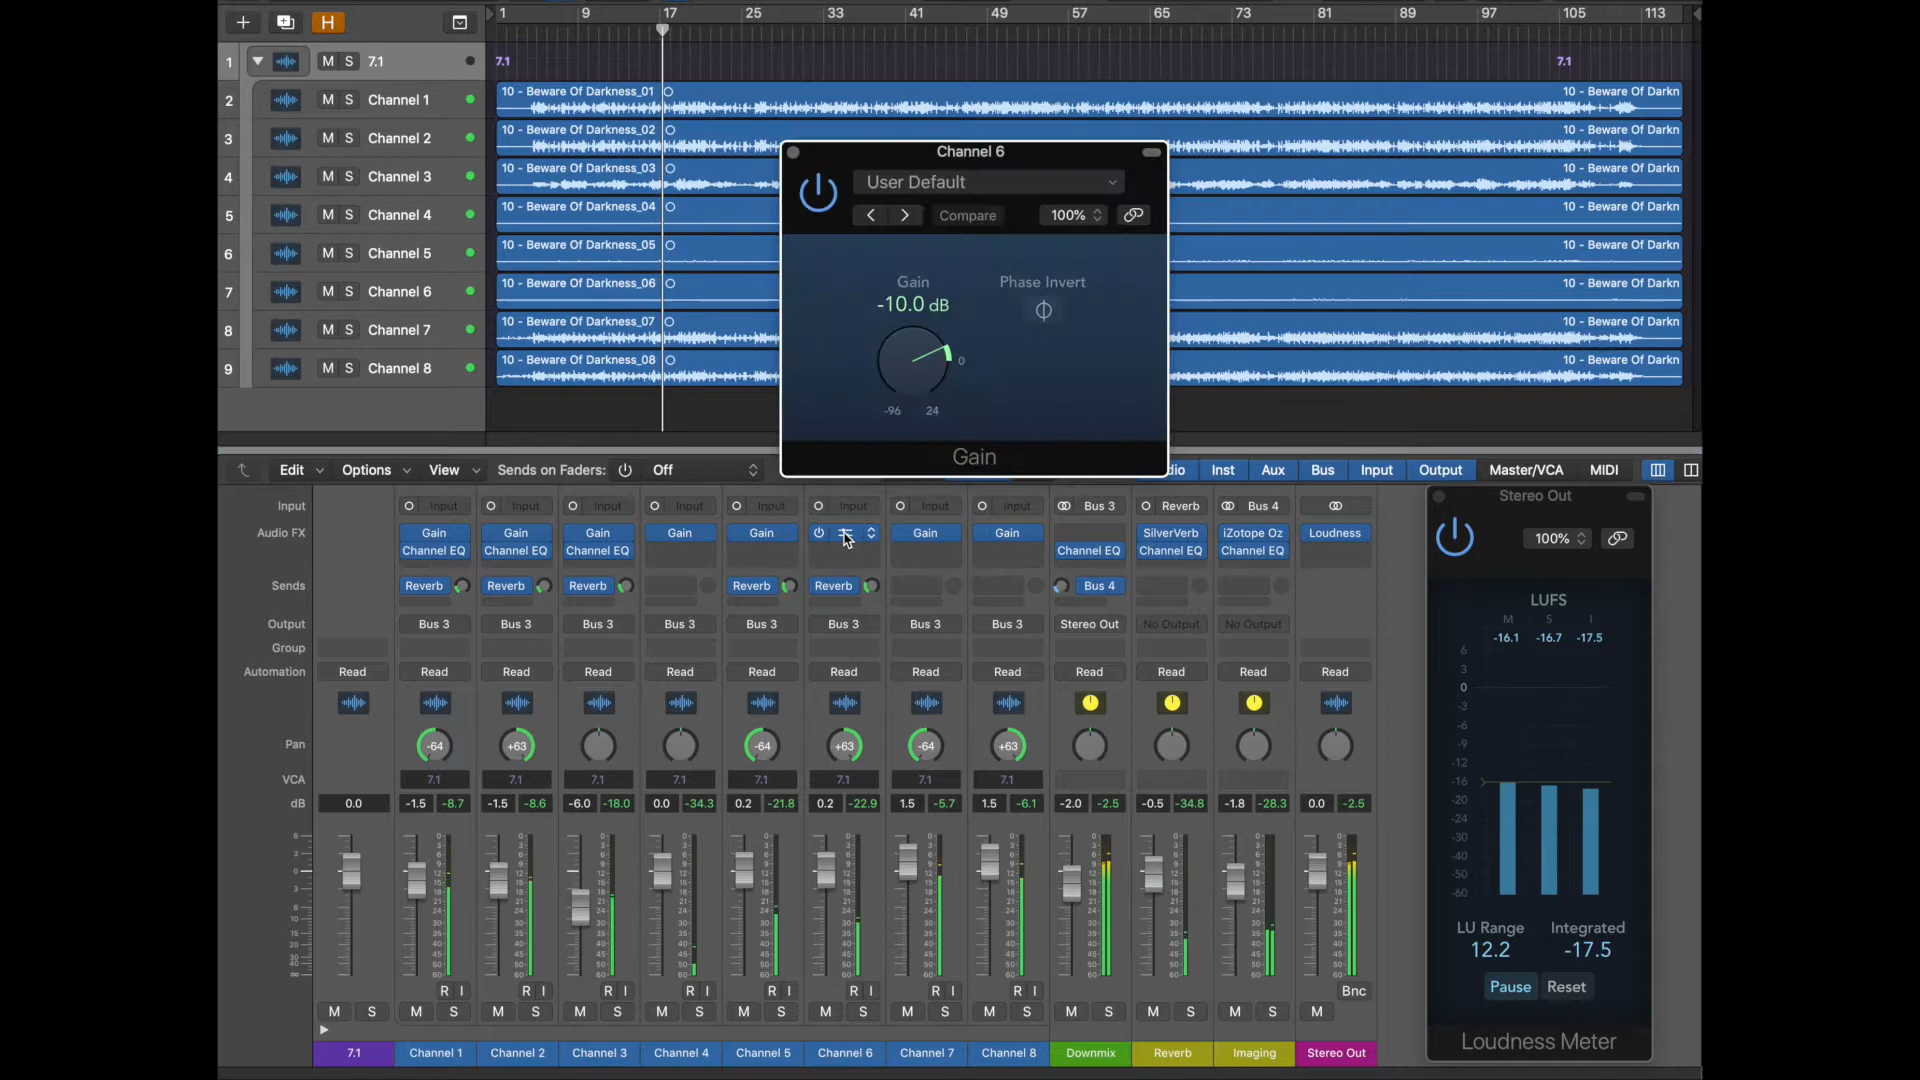 H
1 9 17 25 33 41 49 57 65 73 81 89 97 105 113
1 M S 7.1
7.1 7.1
2 M S Channel 1
10 - Beware Of Darkness_01 10 - Beware Of Darkn
3 M S Channel 2
10 - Beware Of Darkness_02 10 - Beware Of Darkn
4 M S Channel 3
10 - Beware Of Darkness_03 10 - Beware Of Darkn
5 M S Channel 4
10 - Beware Of Darkness_04 10 - Beware Of Darkn
6 M S Channel 5
10 - Beware Of Darkness_05 10 - Beware Of Darkn
7 M S Channel 6
10 - Beware Of Darkness_06 10 - Beware Of Darkn
8 M S Channel 7
10 - Beware Of Darkness_07 10 - Beware Of Darkn
9 M S Channel 8
10 - Beware Of Darkness_08 10 - Beware Of Darkn
Channel 6
User Default
Compare 100%
Gain Phase Invert
-10.0 dB
0
-96 24
Gain
Edit Options View Sends on Faders: Off dio Inst Aux Bus Input Output Master/VCA MIDI
Input Input Input Input Input Input Input Input Input Bus 3 Reverb Bus 4
Audio FX Gain Gain Gain Gain Gain Gain Gain SilverVerb iZotope Oz Loudness
Channel EQ Channel EQ Channel EQ Channel EQ Channel EQ Channel EQ
Sends Reverb Reverb Reverb Reverb Reverb Bus 4
Output Bus 3 Bus 3 Bus 3 Bus 3 Bus 3 Bus 3 Bus 3 Bus 3 Stereo Out No Output No Output
Group
Automation Read Read Read Read Read Read Read Read Read Read Read Read Read
Pan -64 +63 -64 +63 -64 +63
VCA 7.1 7.1 7.1 7.1 7.1 7.1 7.1 7.1
dB 0.0 -1.5 -8.7 -1.5 -8.6 -6.0 -18.0 0.0 -34.3 0.2 -21.8 0.2 -22.9 1.5 -5.7 1.5 -6.1 -2.0 -2.5 -0.5 -34.8 -1.8 -28.3 0.0 -2.5
R I R I R I R I R I R I R I R I Bnc
M S M S M S M S M S M S M S M S M S M S M S M S M
7.1 Channel 1 Channel 2 Channel 3 Channel 4 Channel 5 Channel 6 Channel 7 Channel 8 Downmix Reverb Imaging Stereo Out
Stereo Out
100%
LUFS
M S I
-16.1 -16.7 -17.5
6
3
0
-3
-6
-9
-12
-16
-20
-24
-30
-40
-50
-60
LU Range Integrated
12.2 -17.5
Pause Reset
Loudness Meter